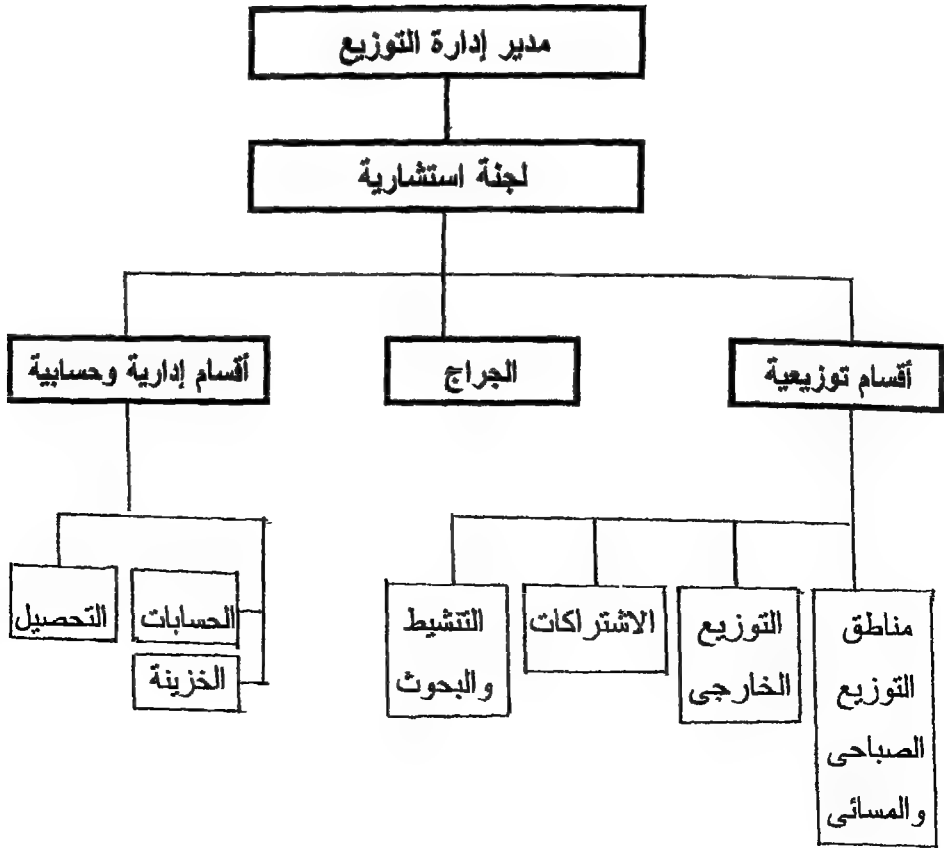 مدير إدارة التوزيع
لجنة استشارية
أقسام توزيعية
الجراج
أقسام إدارية وحسابية
مناطق
التوزيع
الصباحى
والمسائى
التوزيع
الخارجى
الاشتراكات
التنشيط
والبحوث
الحسابات
الخزينة
التحصيل